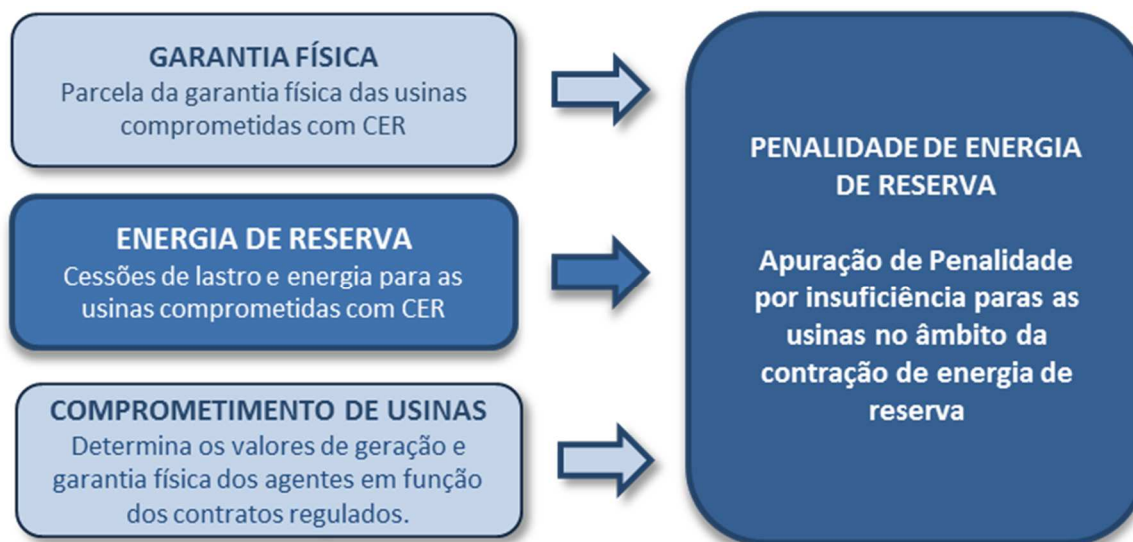 GARANTIA FÍSICA
Parcela da garantia física das usinas
comprometidas com CER
ENERGIA DE RESERVA
Cessões de lastro e energia para as
usinas comprometidas com CER
COMPROMETIMENTO DE USINAS
Determina os valores de geração e
garantia física dos agentes em função
dos contratos regulados.
PENALIDADE DE ENERGIA
DE RESERVA
Apuração de Penalidade
por insuficiência paras as
usinas no âmbito da
contração de energia de
reserva